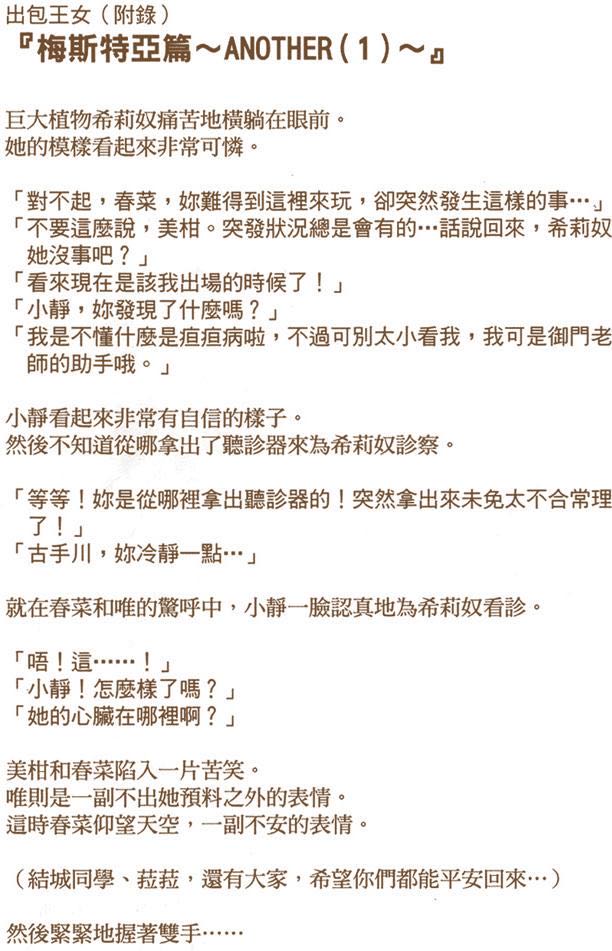 出包王女（附錄）
『梅斯特亞篇～ANOTHER（1）～』
巨大植物希莉奴痛苦地橫躺在眼前。
她的模樣看起來非常可憐。
「對不起，春菜，妳難得到這裡來玩，卻突然發生這樣的事…」
「不要這麼說，美柑。突發狀況總是會有的…話說回來，希莉奴
她沒事吧？」
「看來現在是該我出場的時候了！」
「小靜，妳發現了什麼嗎？」
「我是不懂什麼是疸疸病啦，不過可別太小看我，我可是御門老
師的助手哦。」
小靜看起來非常有自信的樣子。
然後不知道從哪拿出了聽診器來為希莉奴診察。
「等等！妳是從哪裡拿出聽診器的！突然拿出來未免太不合常理
了！」
「古手川，妳冷靜一點…」
就在春菜和唯的驚呼中，小靜一臉認真地為希莉奴看診。
「唔！這……！」
「小靜！怎麼樣了嗎？」
「她的心臟在哪裡啊？」
美柑和春菜陷入一片苦笑。
唯則是一副不出她預料之外的表情。
這時春菜仰望天空，一副不安的表情。
（結城同學、菈菈，還有大家，希望你們都能平安回來…）
然後緊緊地握著雙手……